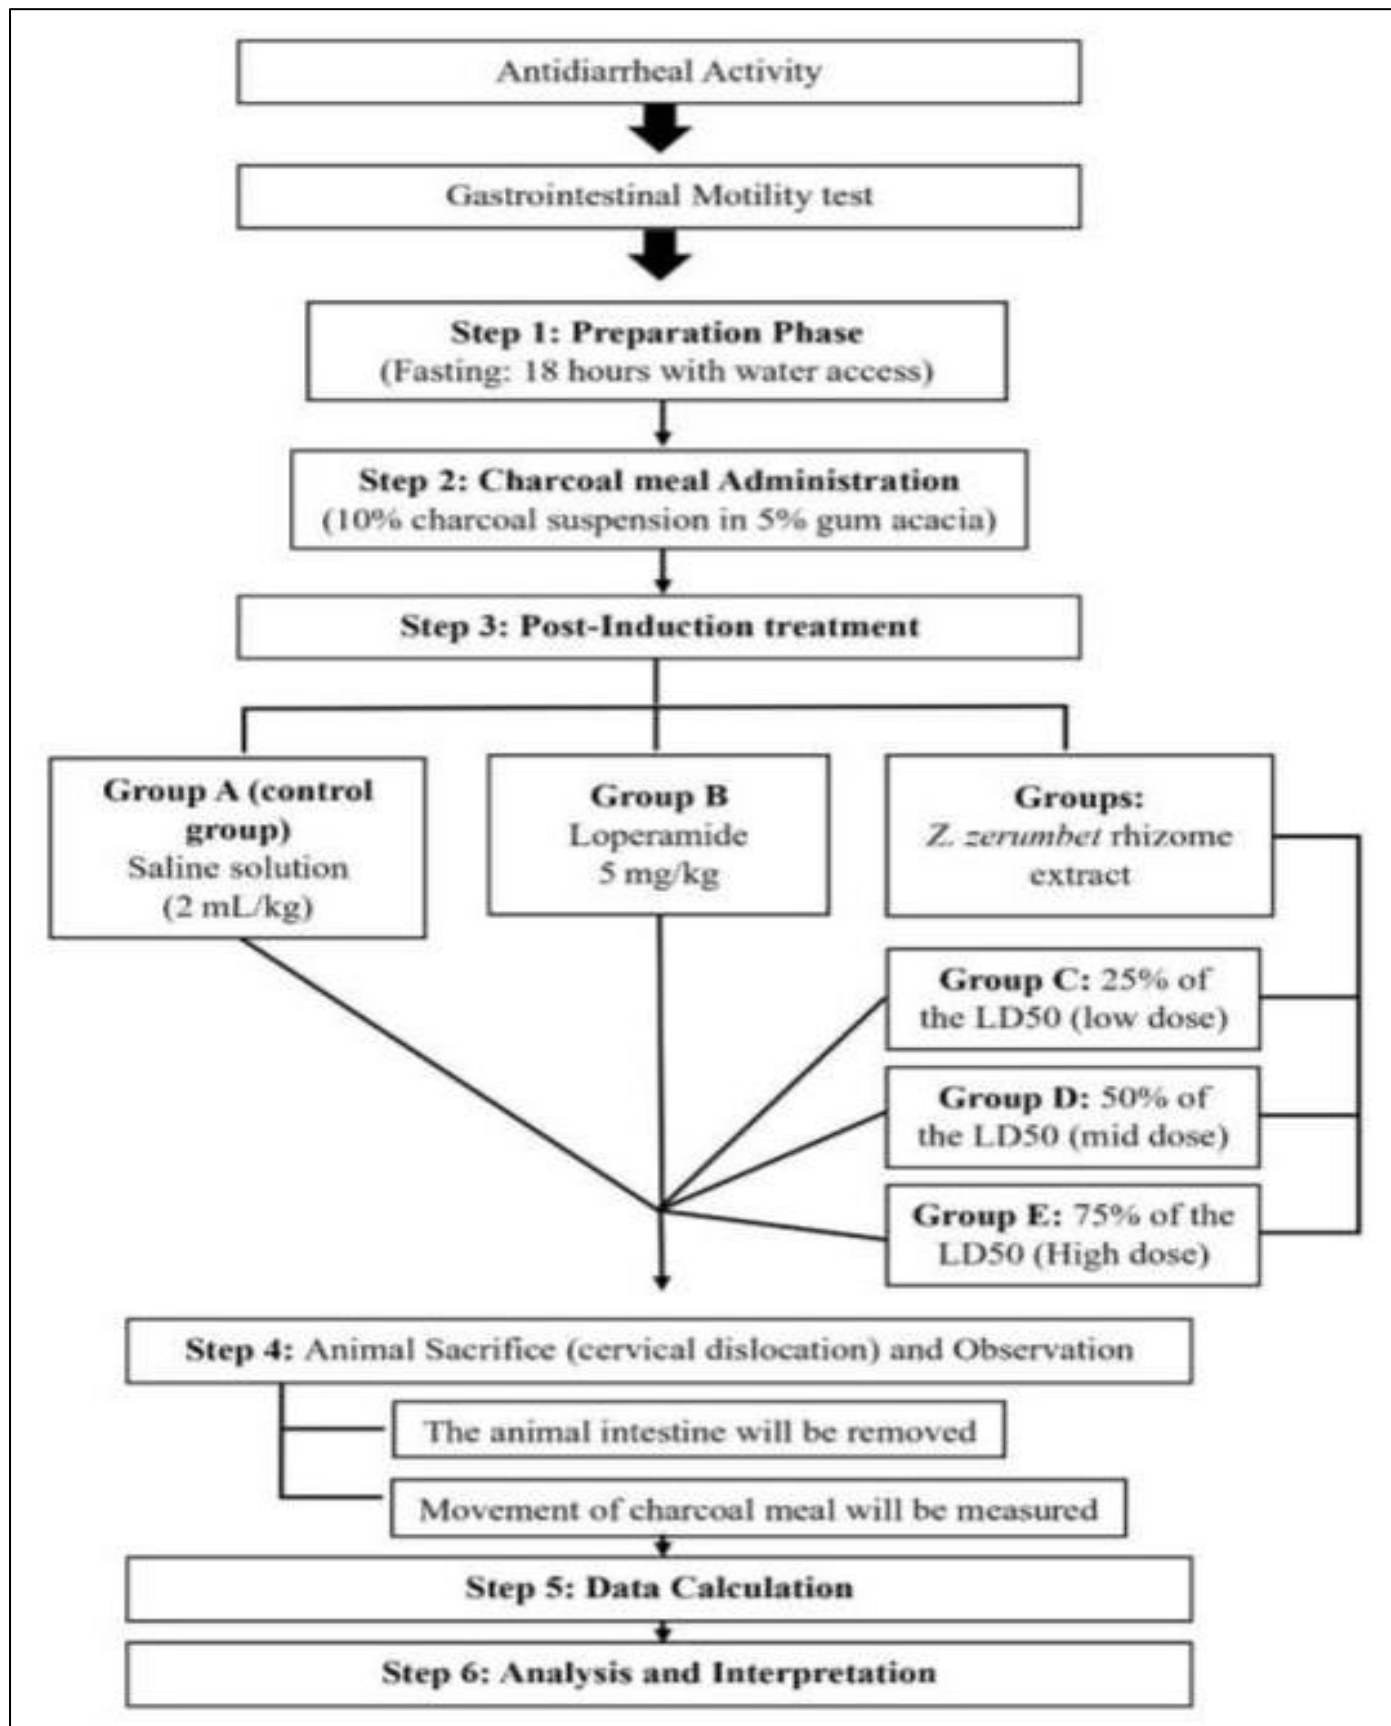 Antidiarrheal Activity
Gastrointestinal Motility test
Step 1: Preparation Phase
(Fasting: 18 hours with water access)
Step 2: Charcoal meal Administration
(10% charcoal suspension in 5% gum acacia)
Step 3: Post-Induction treatment
Group A (control
group)
Saline solution
(2 mL/kg)
Group B
Loperamide
5 mg/kg
Groups:
Z. zerumbet rhizome
extract
Group C: 25% of
the LD50 (low dose)
Group D: 50% of
the LD50 (mid dose)
Group E: 75% of the
LD50 (High dose)
Step 4: Animal Sacrifice (cervical dislocation) and Observation
The animal intestine will be removed
Movement of charcoal meal will be measured
Step 5: Data Calculation
Step 6: Analysis and Interpretation